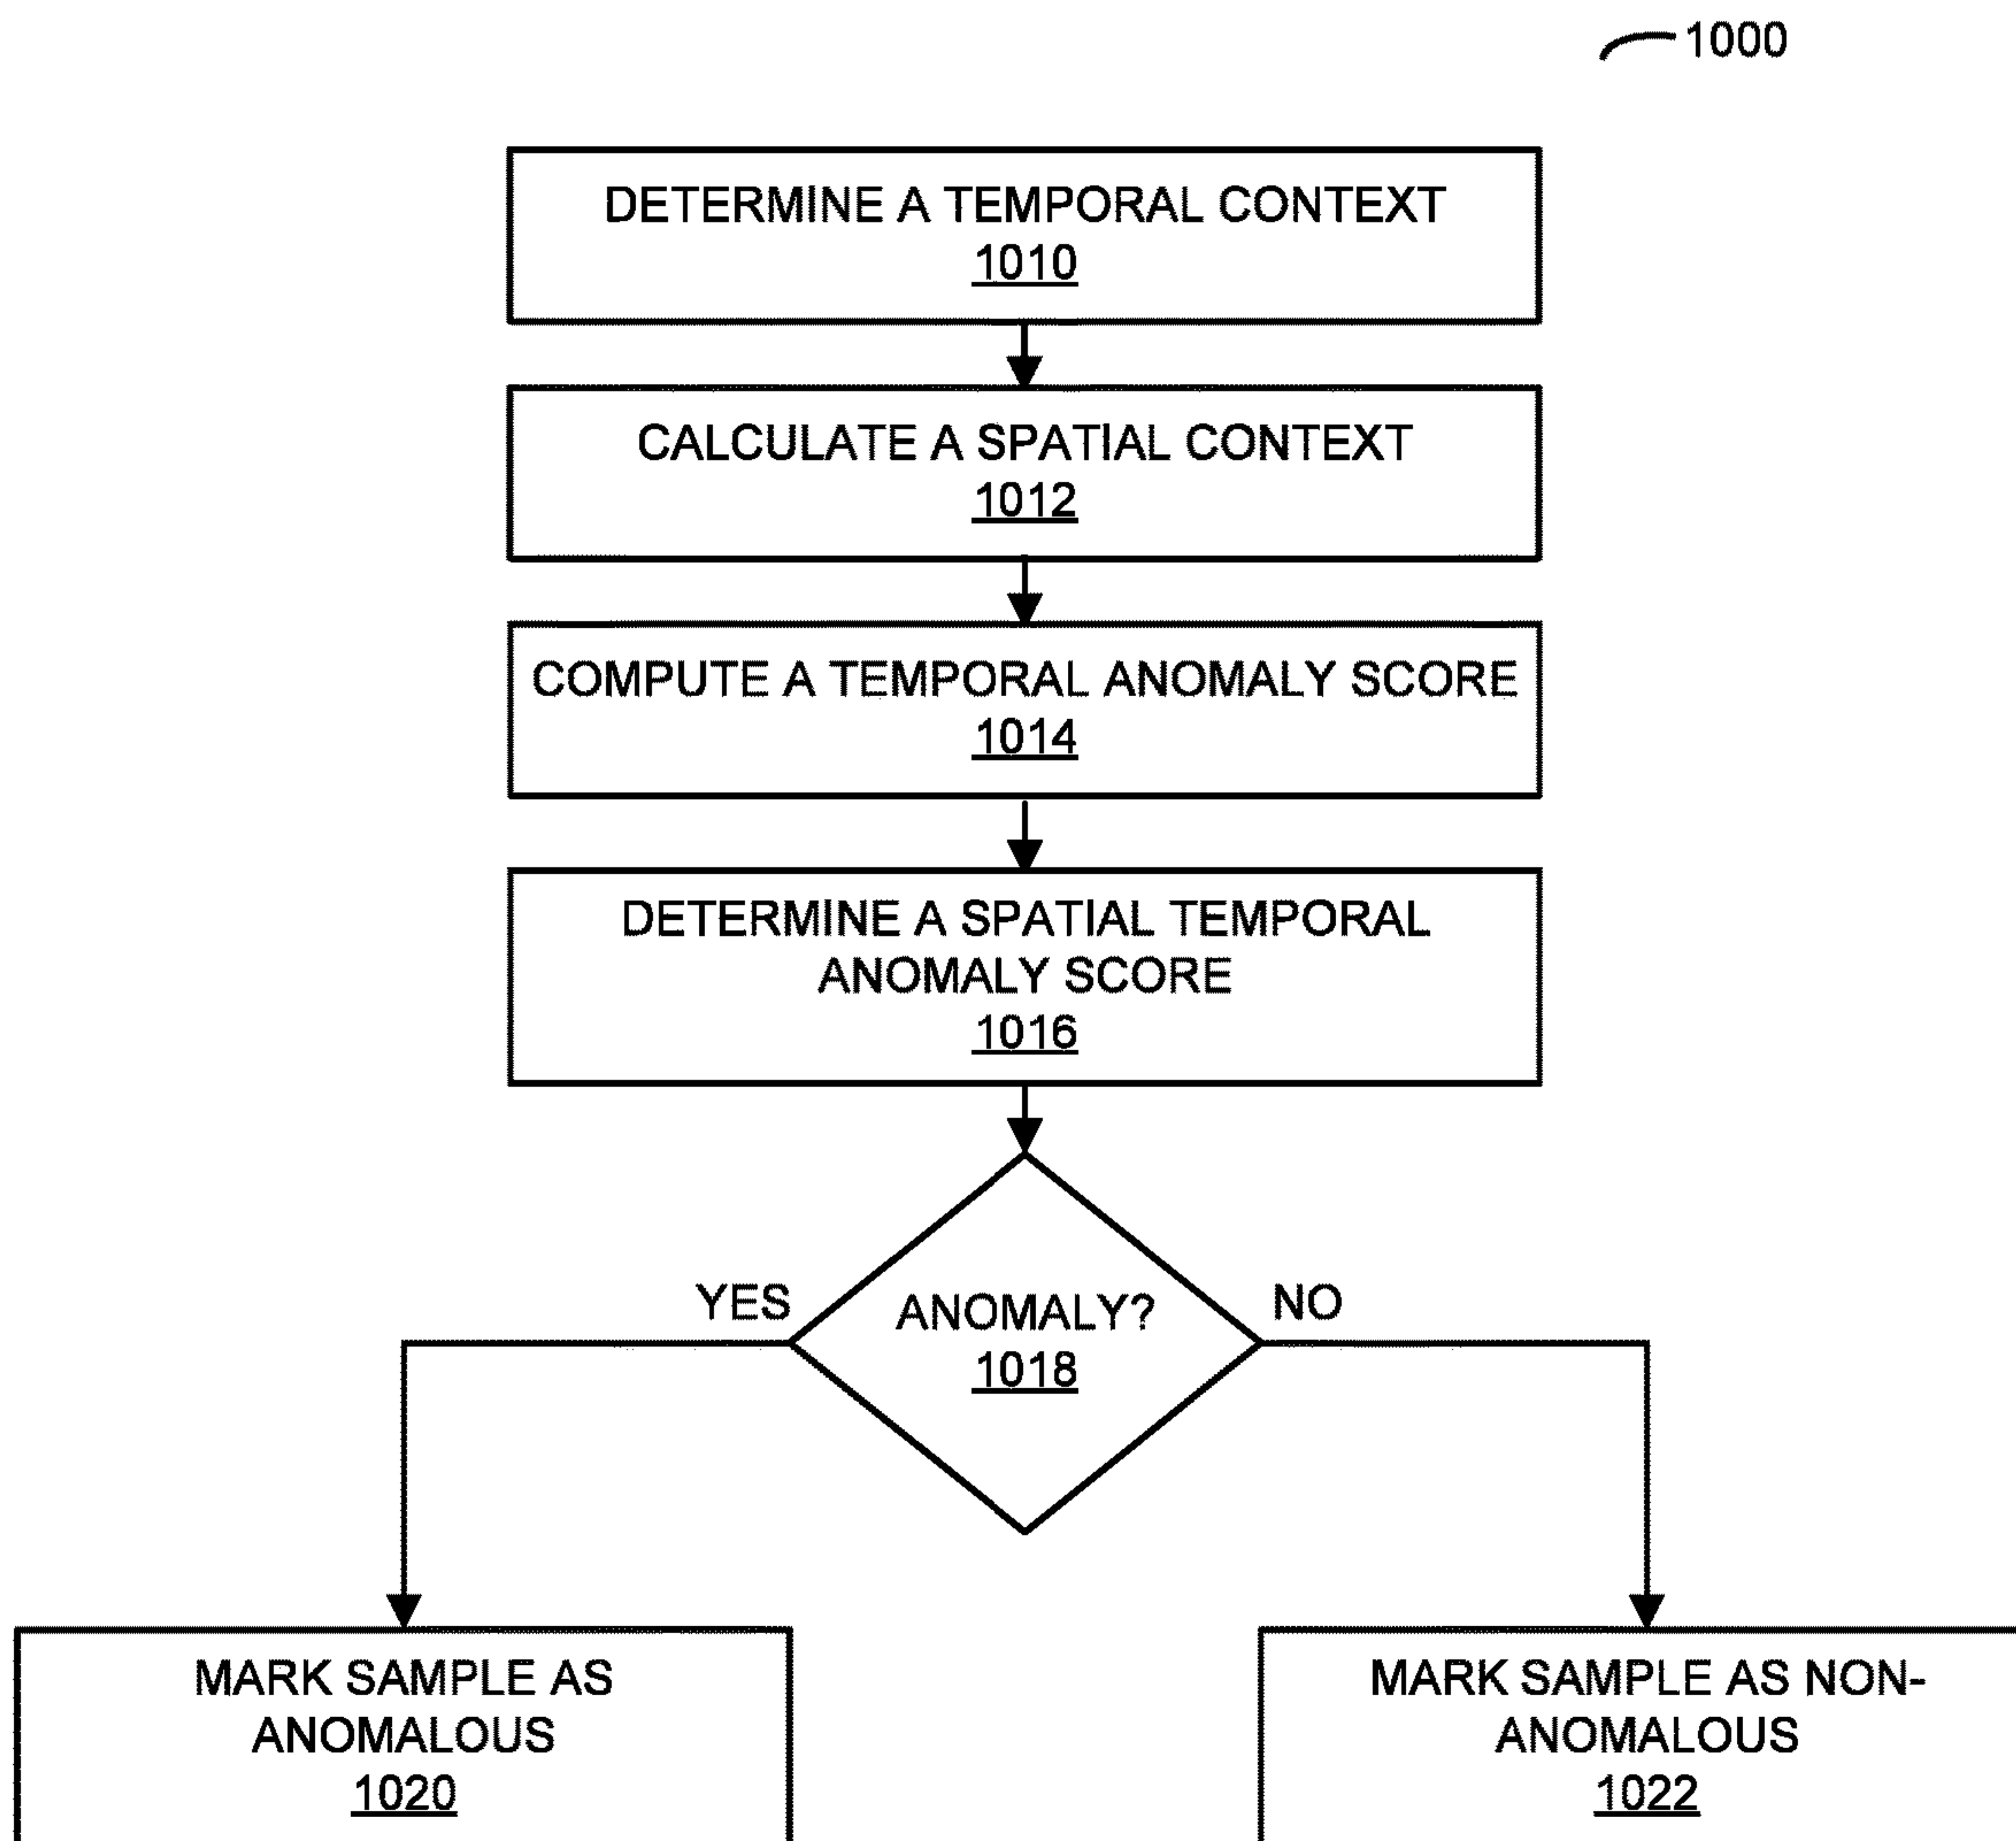 1000
DETERMINE A TEMPORAL CONTEXT
1010
CALCULATE A SPATIAL CONTEXT
1012
COMPUTE A TEMPORAL ANOMALY SCORE
1014
DETERMINE A SPATIAL TEMPORAL
ANOMALY SCORE
1016
YES
ANOMALY?
1018
NO
MARK SAMPLE AS
ANOMALOUS
1020
MARK SAMPLE AS NON-
ANOMALOUS
1022